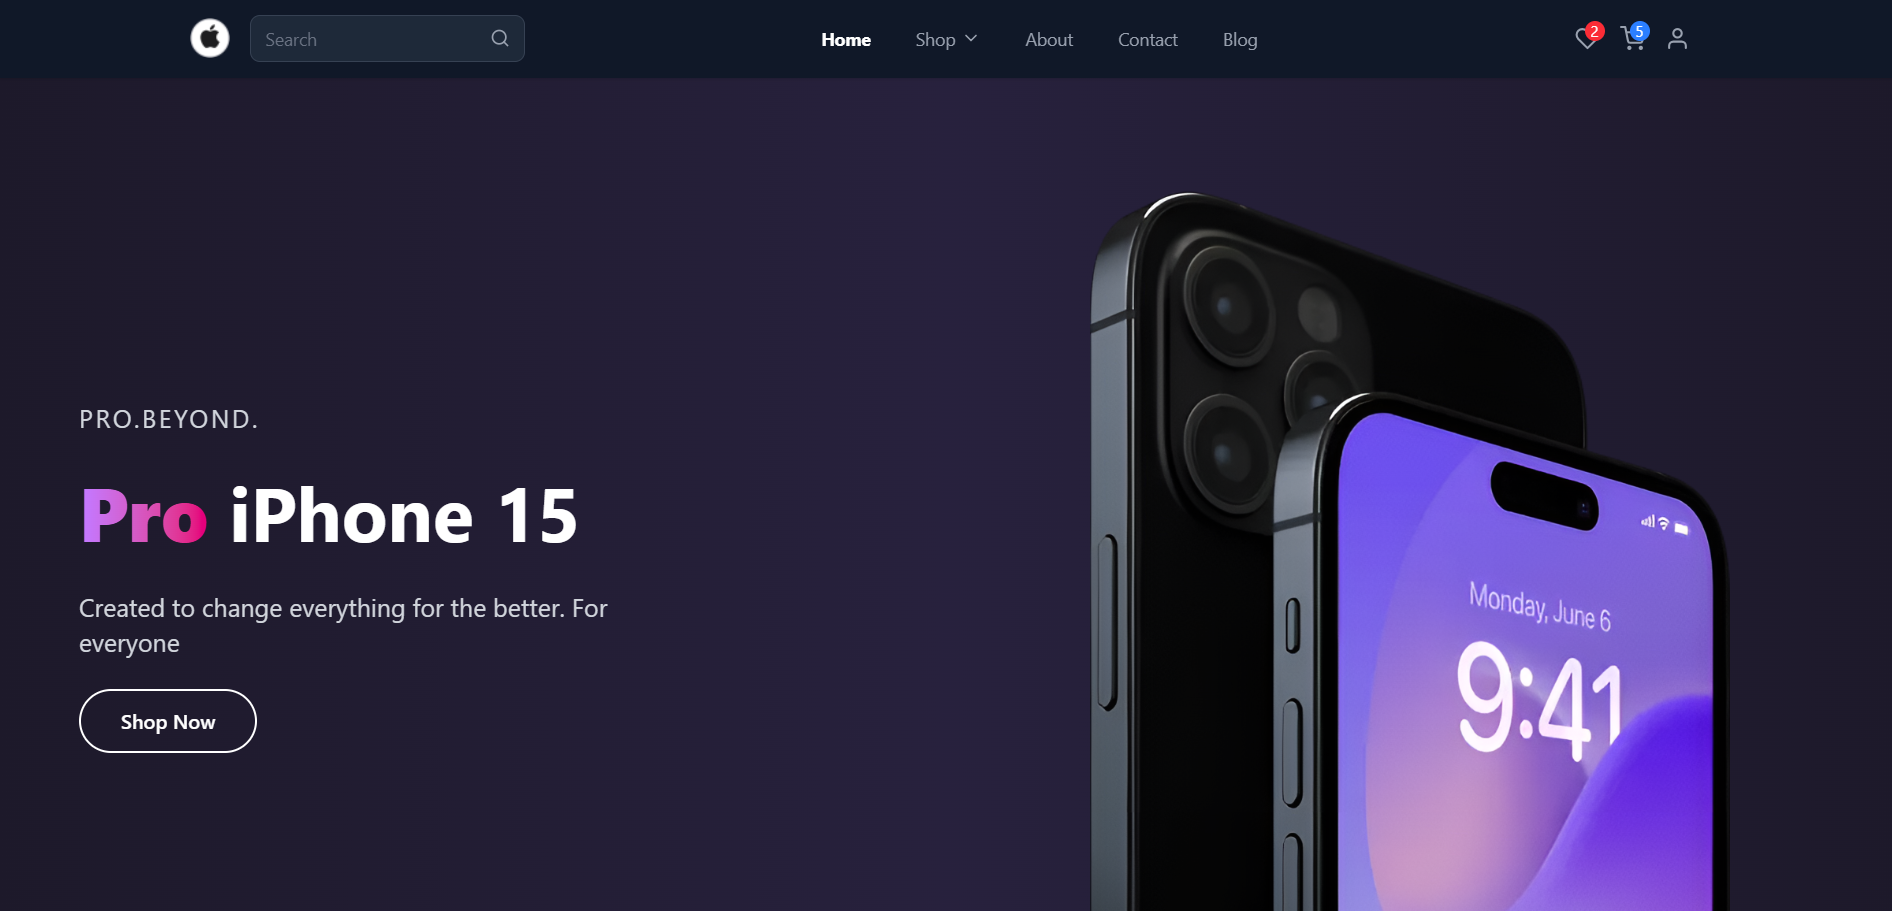 Search
Home
Shop
About
Contact
Blog
2
5
PRO.BEYOND.
Pro iPhone 15
Created to change everything for the better. For
everyone
Shop Now
Monday, June 6
9:41